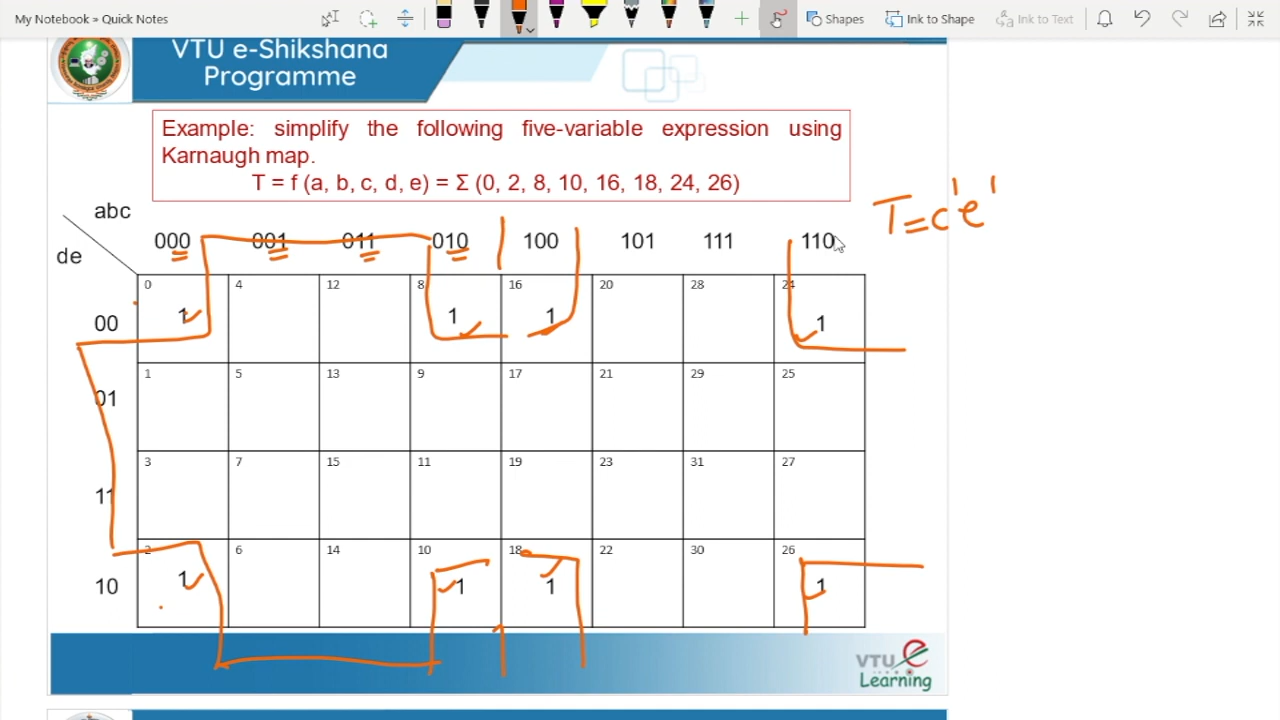 My Notebook » Quick Notes
Shapes Ink to Shape Ink to Text
VTU e-Shikshana
Programme
Example: simplify the following five-variable expression using
Karnaugh map.
T = f (a, b, c, d, e) = Σ (0, 2, 8, 10, 16, 18, 24, 26)
T=c'e'
abc
de
000 001 011 010 100 101 111 110
0 4 12 8 16 20 28 24
00 1 1 1 1
1 5 13 9 17 21 29 25
01
3 7 15 11 19 23 31 27
11
2 6 14 10 18 22 30 26
10 1 1 1 1
VTU e
Learning